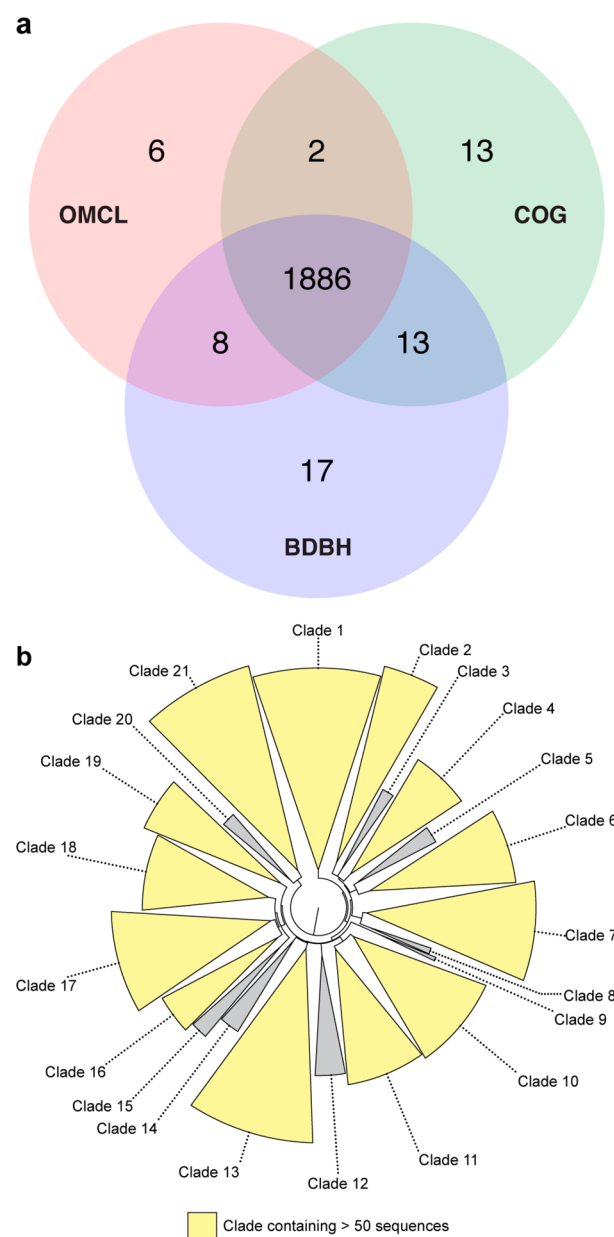 a
6 2 13
OMCL COG
1886
8 13
17
BDBH
b
Clade 1
Clade 2
Clade 3
Clade 4
Clade 5
Clade 6
Clade 7
Clade 8
Clade 9
Clade 10
Clade 11
Clade 12
Clade 13
Clade 14
Clade 15
Clade 16
Clade 17
Clade 18
Clade 19
Clade 20
Clade 21
Clade containing > 50 sequences